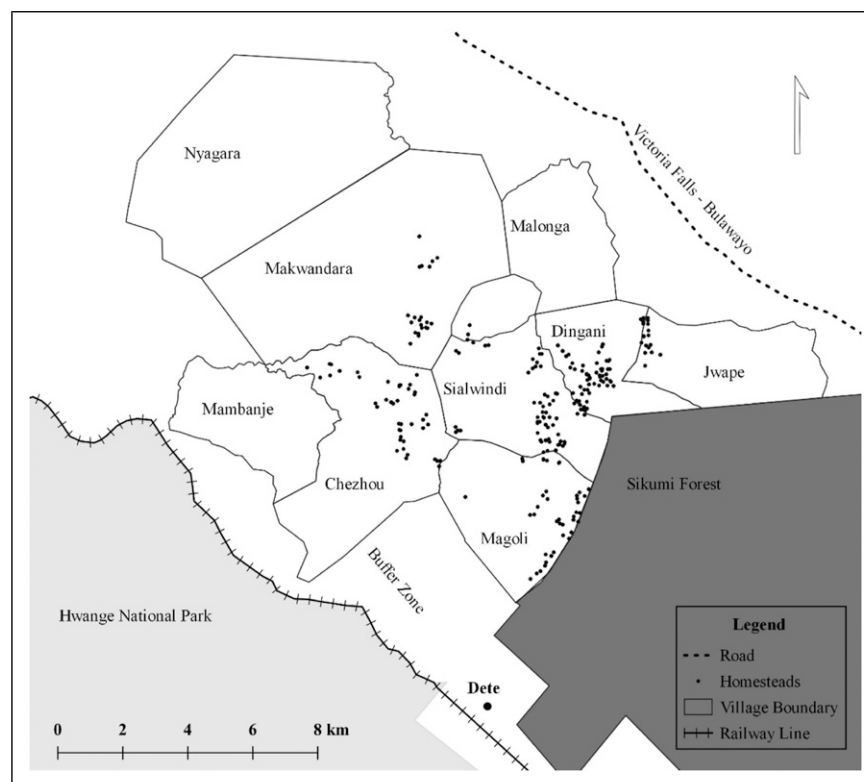 Nyagara
Victoria Falls - Bulawayo
Malonga
Makwandara
Dingani
Jwape
Sialwindi
Mambanje
Chezhou
Sikumi Forest
Magoli
Buffer Zone
Hwange National Park
Dete
0 2 4 6 8 km
Legend
Road
Homesteads
Village Boundary
Railway Line